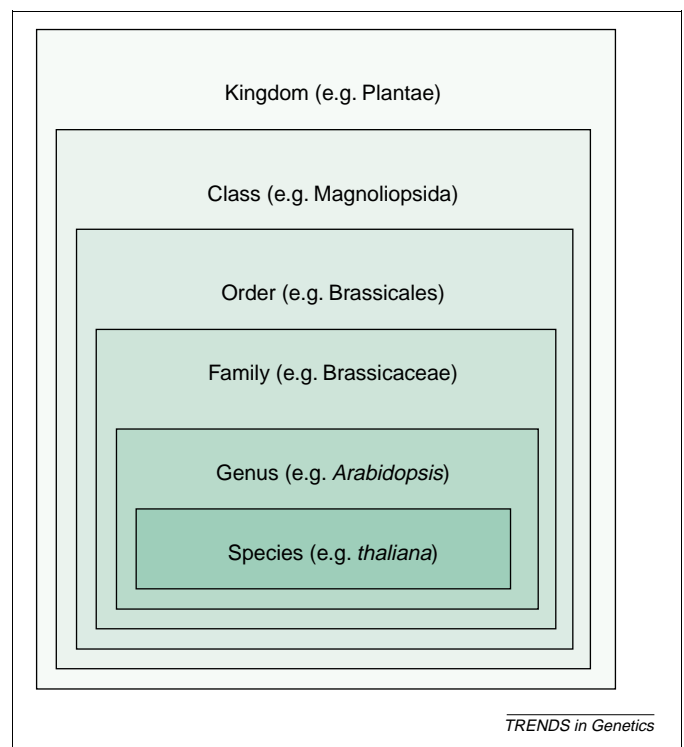 Kingdom (e.g. Plantae)
Class (e.g. Magnoliopsida)
Order (e.g. Brassicales)
Family (e.g. Brassicaceae)
Genus (e.g. Arabidopsis)
Species (e.g. thaliana)
TRENDS in Genetics